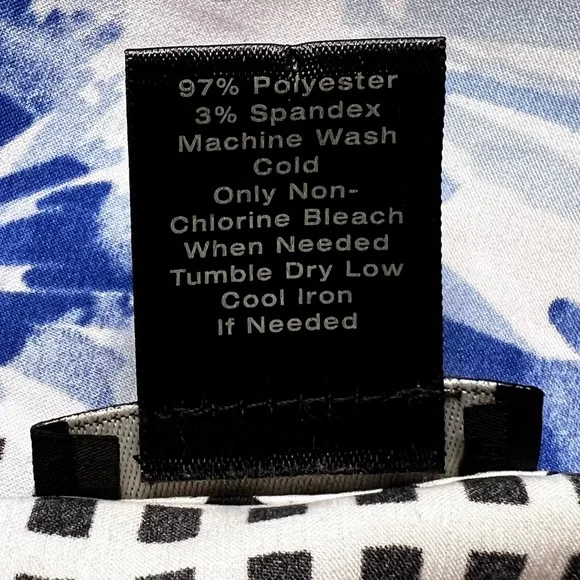 97% Polyester
3% Spandex
Machine Wash
Cold
Only Non-
Chlorine Bleach
When Needed
Tumble Dry Low
Cool Iron
If Needed